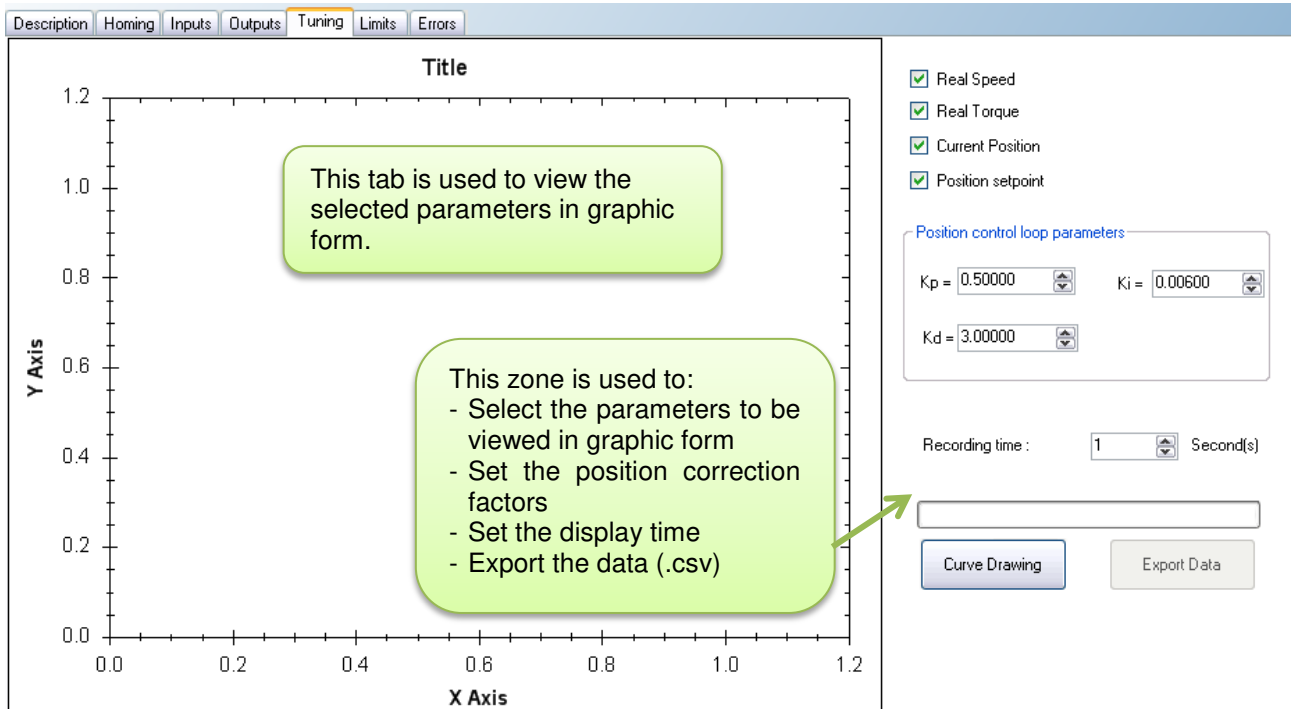 Description Homing Inputs Outputs Tuning Limits Errors
Title
1.2
1.0
0.8
0.6
0.4
0.2
0.0
Y Axis
0.0 0.2 0.4 0.6 0.8 1.0 1.2
X Axis
This tab is used to view the
selected parameters in graphic
form.
This zone is used to:
- Select the parameters to be
viewed in graphic form
- Set the position correction
factors
- Set the display time
- Export the data (.csv)
Real Speed
Real Torque
Current Position
Position setpoint
Position control loop parameters
Kp = 0.50000 Ki = 0.00600
Kd = 3.00000
Recording time : 1 Second(s)
Curve Drawing Export Data